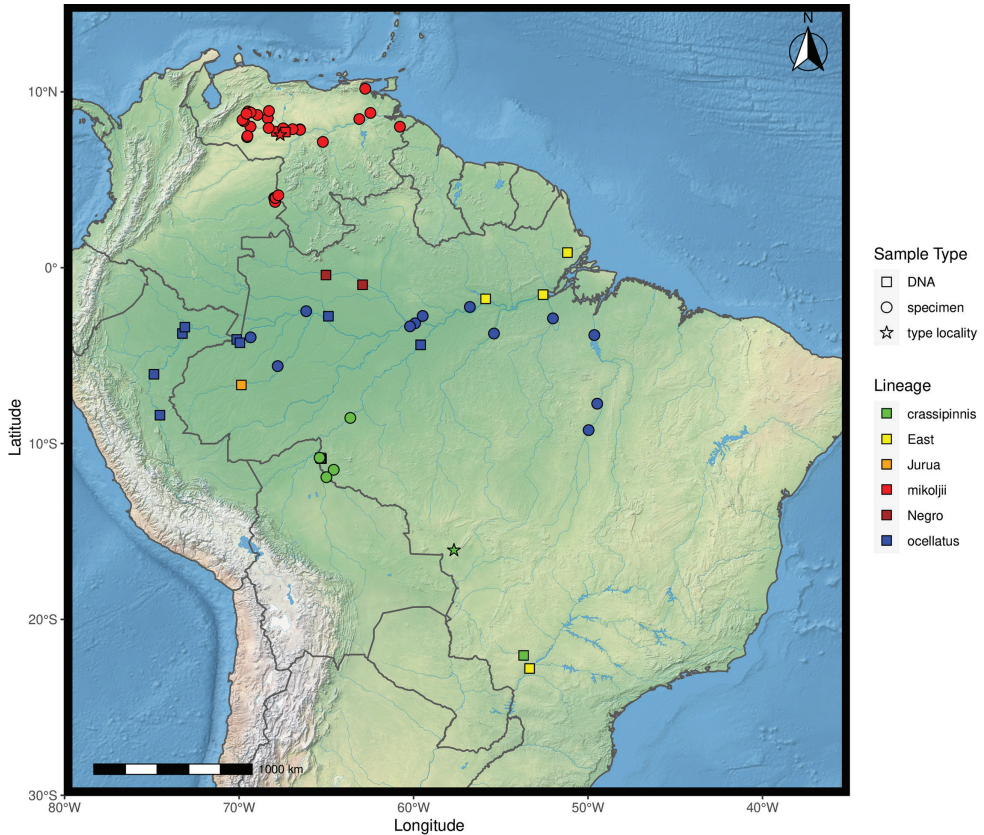 N
10°N
0°
10°S
20°S
30°S
Latitude
1000 km
80°W
70°W
60°W
50°W
40°W
Longitude
Sample Type
DNA
specimen
type locality
Lineage
crassipinnis
East
Jurua
mikoljii
Negro
ocellatus